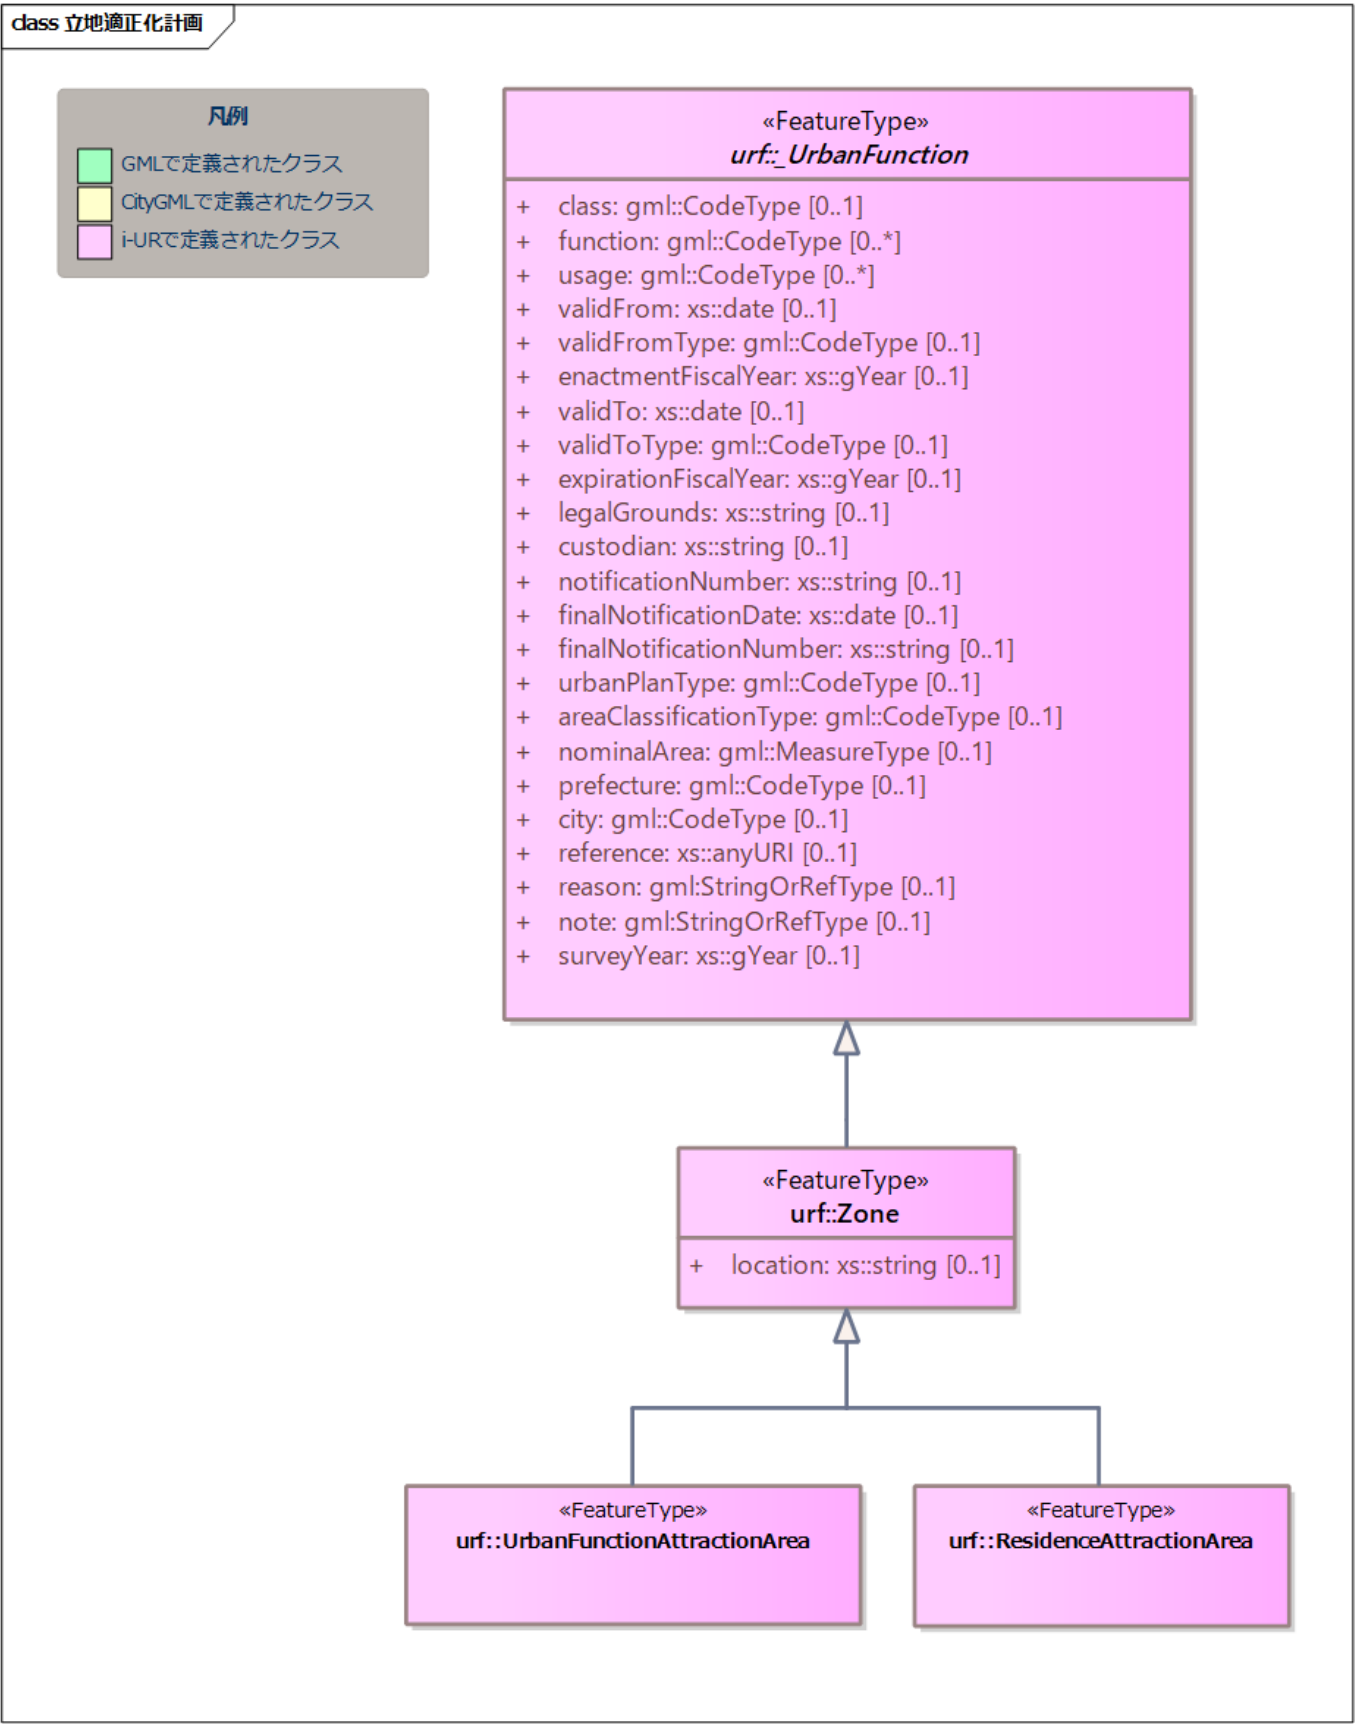 class 立地適正化計画
凡例
GMLで定義されたクラス
CityGMLで定義されたクラス
i-URで定義されたクラス
«FeatureType»
urf::_UrbanFunction
+ class: gml::CodeType [0..1]
+ function: gml::CodeType [0..*]
+ usage: gml::CodeType [0..*]
+ validFrom: xs::date [0..1]
+ validFromType: gml::CodeType [0..1]
+ enactmentFiscalYear: xs::gYear [0..1]
+ validTo: xs::date [0..1]
+ validToType: gml::CodeType [0..1]
+ expirationFiscalYear: xs::gYear [0..1]
+ legalGrounds: xs::string [0..1]
+ custodian: xs::string [0..1]
+ notificationNumber: xs::string [0..1]
+ finalNotificationDate: xs::date [0..1]
+ finalNotificationNumber: xs::string [0..1]
+ urbanPlanType: gml::CodeType [0..1]
+ areaClassificationType: gml::CodeType [0..1]
+ nominalArea: gml::MeasureType [0..1]
+ prefecture: gml::CodeType [0..1]
+ city: gml::CodeType [0..1]
+ reference: xs::anyURI [0..1]
+ reason: gml:StringOrRefType [0..1]
+ note: gml:StringOrRefType [0..1]
+ surveyYear: xs::gYear [0..1]
«FeatureType»
urf::Zone
+ location: xs::string [0..1]
«FeatureType»
urf::UrbanFunctionAttractionArea
«FeatureType»
urf::ResidenceAttractionArea